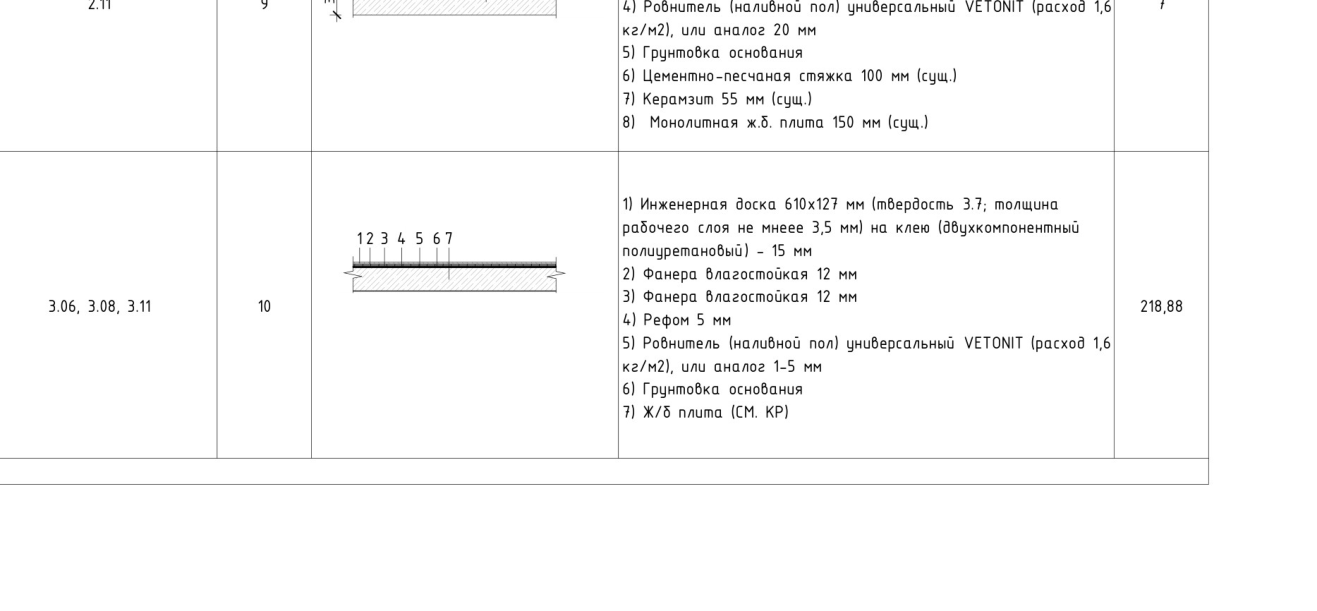 2.11
9
4) Ровнитель (наливной пол) универсальный VETONIT (расход 1,6
кг/м2), или аналог 20 мм
5) Грунтовка основания
6) Цементно-песчаная стяжка 100 мм (сущ.)
7) Керамзит 55 мм (сущ.)
8) Монолитная ж.б. плита 150 мм (сущ.)
3.06, 3.08, 3.11
10
1 2 3 4 5 6 7
1) Инженерная доска 610х127 мм (твердость 3.7; толщина
рабочего слоя не мнеее 3,5 мм) на клею (двухкомпонентный
полиуретановый) - 15 мм
2) Фанера влагостойкая 12 мм
3) Фанера влагостойкая 12 мм
4) Рефом 5 мм
5) Ровнитель (наливной пол) универсальный VETONIT (расход 1,6
кг/м2), или аналог 1-5 мм
6) Грунтовка основания
7) Ж/б плита (СМ. КР)
218,88